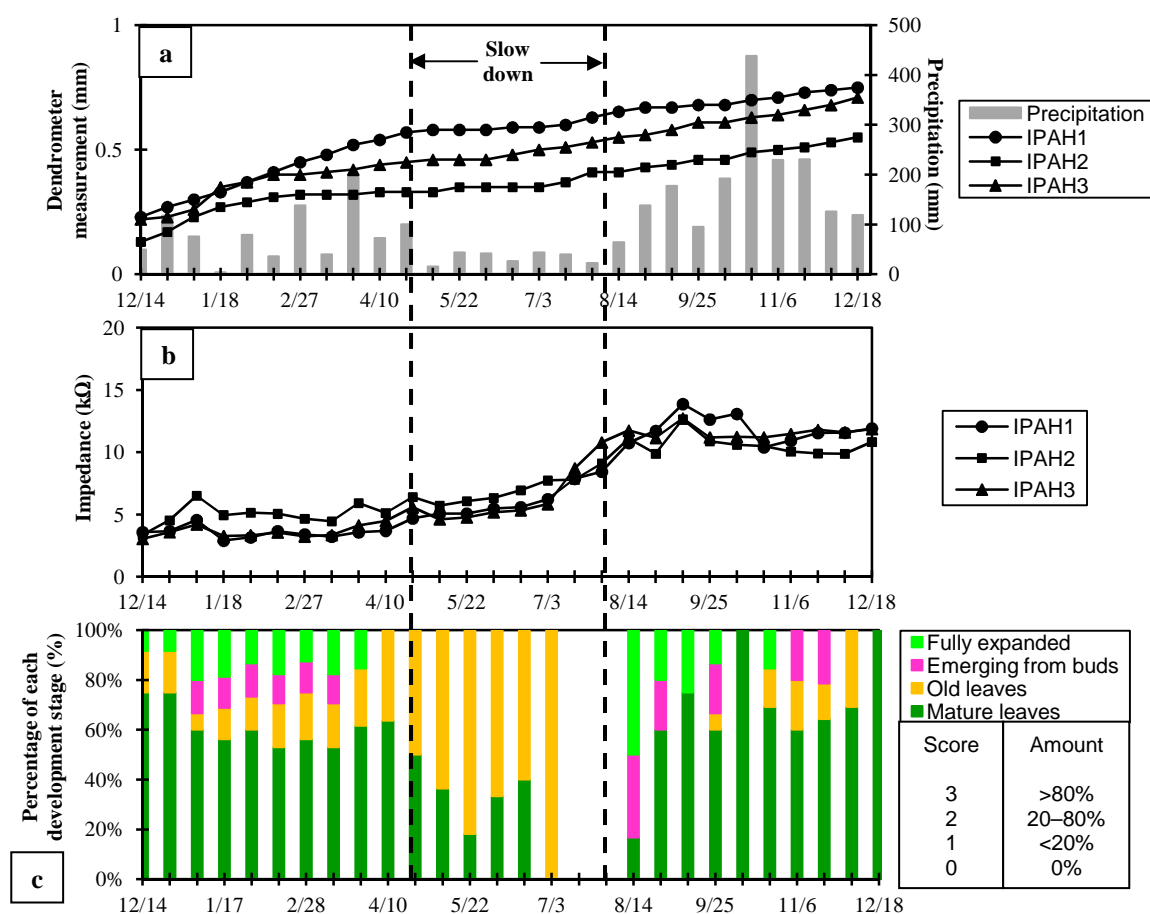 a
Slow
down
Dendrometer
measurement (mm)
1
0.5
0
500
400
300
200
100
0
Precipitation
(mm)
12/14 1/18 2/27 4/10 5/22 7/3 8/14 9/25 11/6 12/18
Precipitation
IPAH1
IPAH2
IPAH3
b
Impedance (kΩ)
20
15
10
5
0
12/14 1/18 2/27 4/10 5/22 7/3 8/14 9/25 11/6 12/18
IPAH1
IPAH2
IPAH3
c
Percentage of each
development stage (%)
100%
80%
60%
40%
20%
0%
12/14 1/17 2/28 4/10 5/22 7/3 8/14 9/25 11/6 12/18
Fully expanded
Emerging from buds
Old leaves
Mature leaves
Score Amount
3 >80%
2 20–80%
1 <20%
0 0%